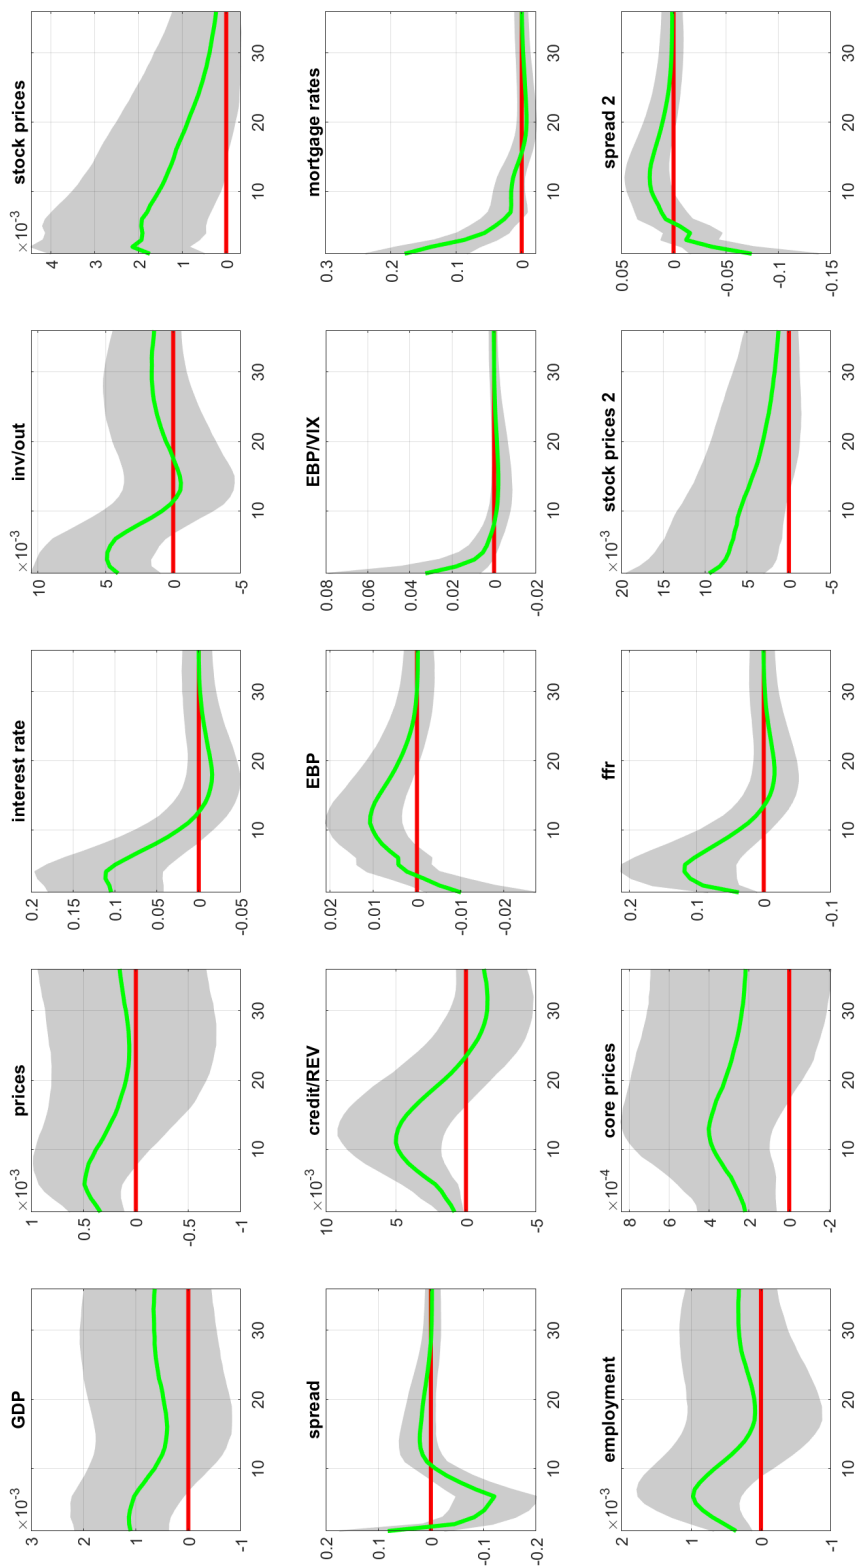 GDP
×10⁻³
3
2
1
0
-1
10 20 30
prices
×10⁻³
1
0.5
0
-0.5
-1
10 20 30
interest rate
0.2
0.15
0.1
0.05
0
-0.05
10 20 30
inv/out
×10⁻³
10
5
0
-5
10 20 30
stock prices
×10⁻³
4
3
2
1
0
10 20 30
spread
0.2
0.1
0
-0.1
-0.2
10 20 30
credit/REV
×10⁻³
10
5
0
-5
10 20 30
EBP
0.02
0.01
0
-0.01
-0.02
10 20 30
EBP/VIX
0.08
0.06
0.04
0.02
0
-0.02
10 20 30
mortgage rates
0.3
0.2
0.1
0
10 20 30
employment
×10⁻³
2
1
0
-1
10 20 30
core prices
×10⁻⁴
8
6
4
2
0
-2
10 20 30
ffr
0.2
0.1
0
-0.1
10 20 30
stock prices 2
×10⁻³
20
15
10
5
0
-5
10 20 30
spread 2
0.05
0
-0.05
-0.1
-0.15
10 20 30